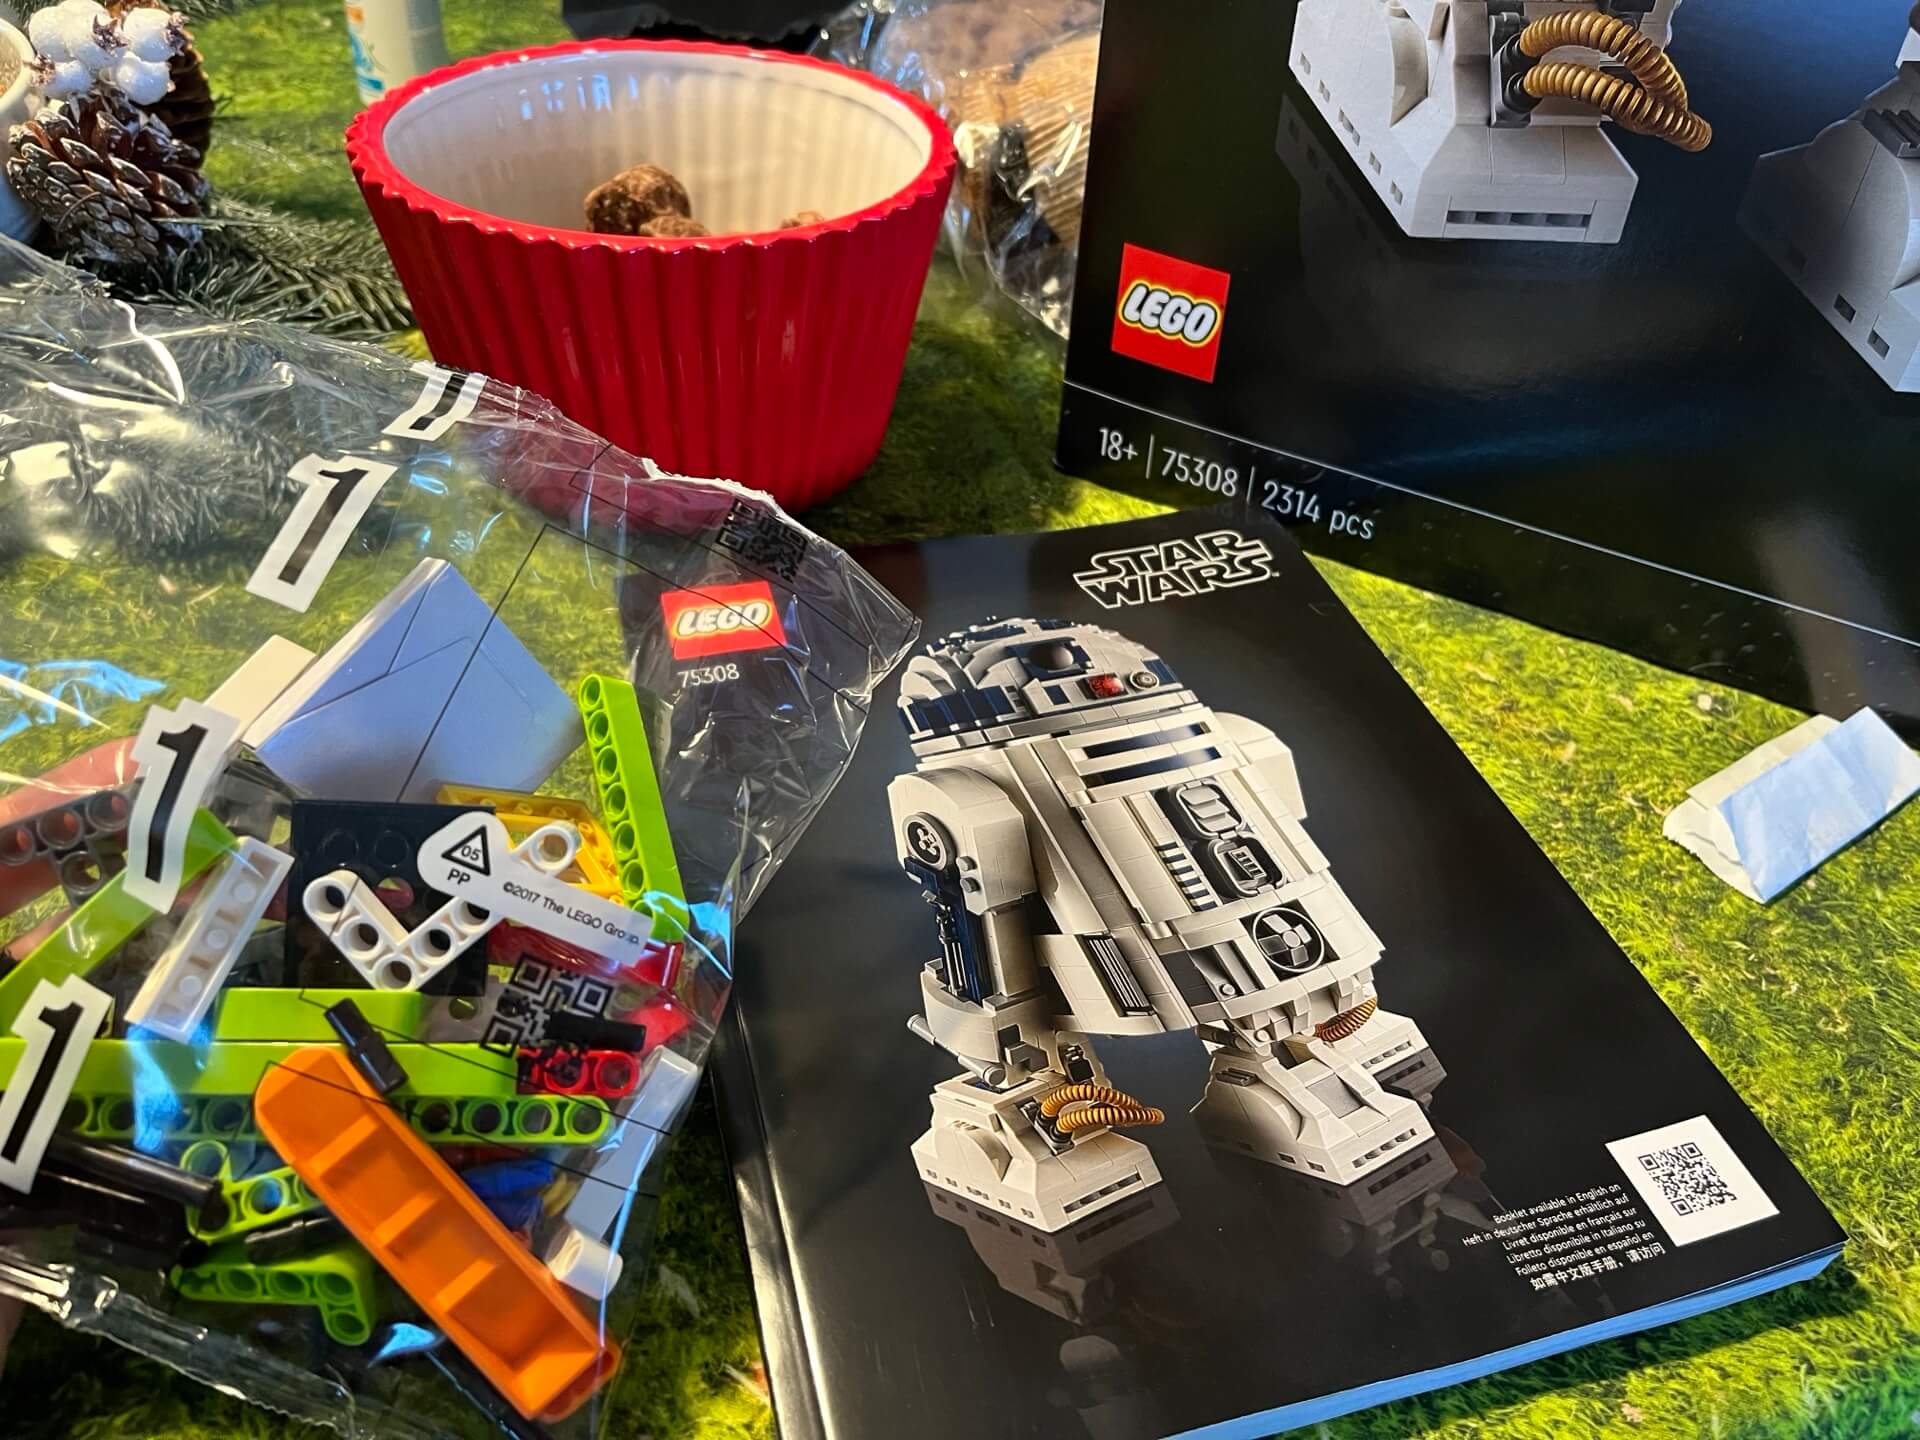 LEGO
18+ | 75308 | 2314 pcs
1
1
1
1
LEGO
75308
05
PP
©2017 The LEGO Group.
STAR
WARS
Booklet available in English on
Heft in deutscher Sprache erhältlich auf
Livret disponible en français sur
Libretto disponibile in Italiano su
Folleto disponible en español en
如需中文版手册，请访问